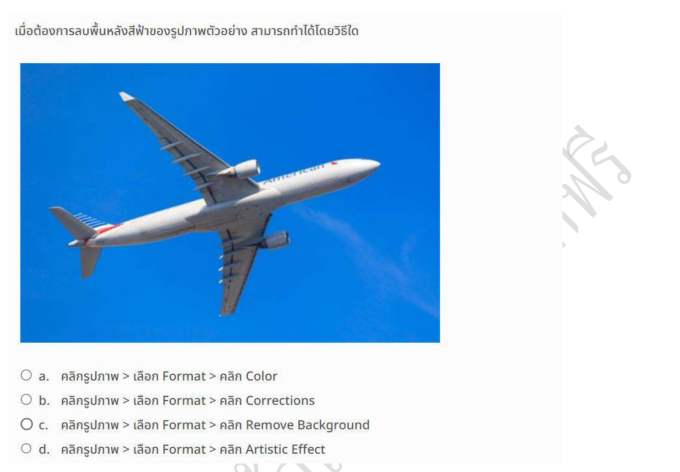 เมื่อต้องการลบพื้นหลังสีฟ้าของรูปภาพตัวอย่าง สามารถทำได้โดยวิธีใด
American
a. คลิกรูปภาพ > เลือก Format > คลิก Color
b. คลิกรูปภาพ > เลือก Format > คลิก Corrections
c. คลิกรูปภาพ > เลือก Format > คลิก Remove Background
d. คลิกรูปภาพ > เลือก Format > คลิก Artistic Effect